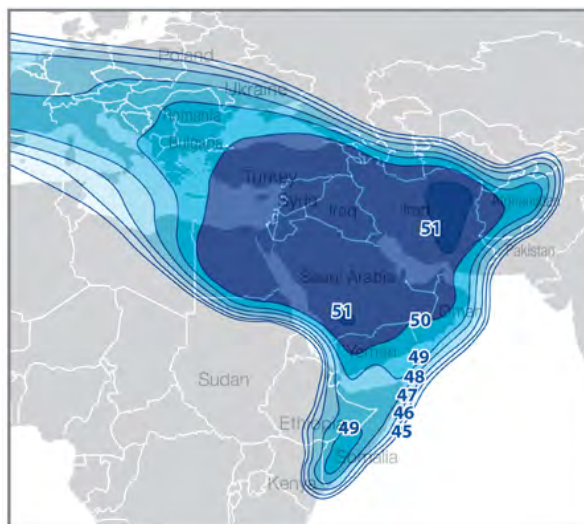 Poland
Ukraine
Romania
Bulgaria
Turkey
Syria
Iraq
Iran
Afghanistan
51
Pakistan
Saudi Arabia
51
50
Oman
Yemen
49
48
Sudan
47
46
Ethiopia
49
45
Somalia
Kenya